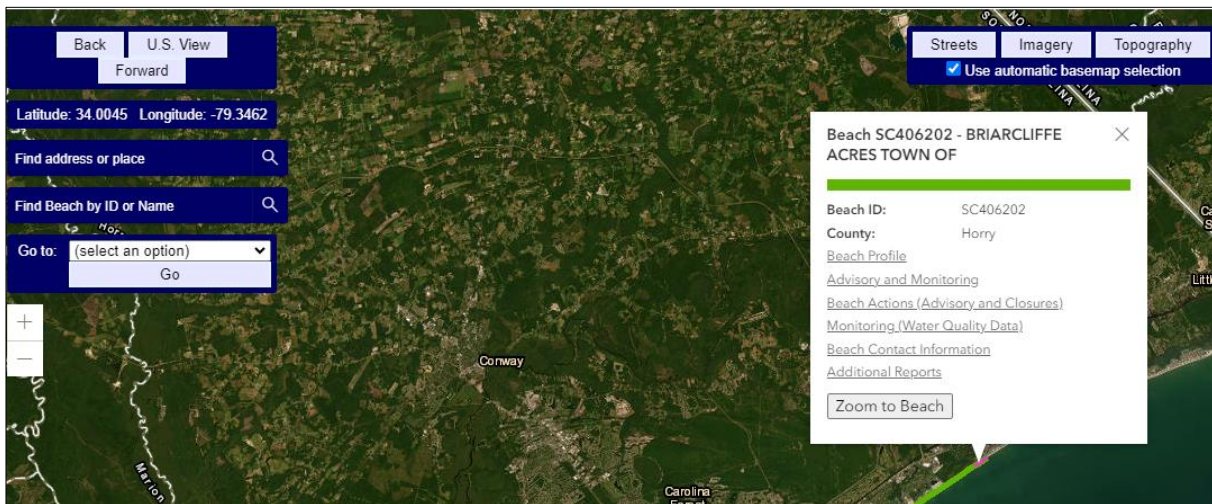 Back
U.S. View
Forward
Latitude: 34.0045 Longitude: -79.3462
Find address or place
Find Beach by ID or Name
Go to: (select an option)
Go
+
−
Streets
Imagery
Topography
Use automatic basemap selection
Beach SC406202 - BRIARCLIFFE
ACRES TOWN OF
Beach ID: SC406202
County: Horry
Beach Profile
Advisory and Monitoring
Beach Actions (Advisory and Closures)
Monitoring (Water Quality Data)
Beach Contact Information
Additional Reports
Zoom to Beach
Conway
Marion
Carolina